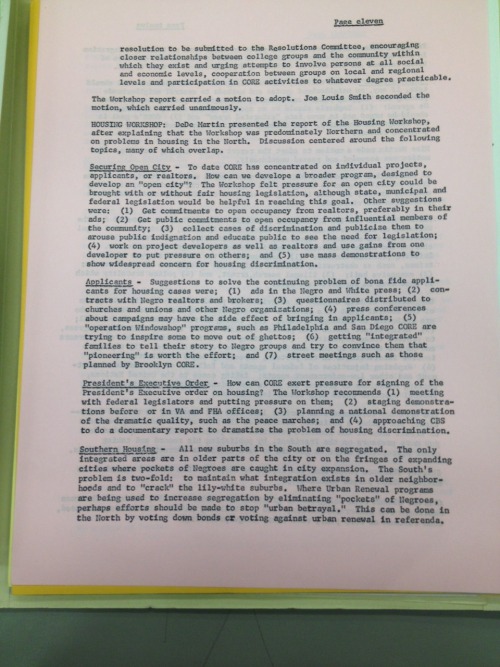 Page eleven
resolution to be submitted to the Resolutions Committee, encouraging
closer relationships between college groups and the community within
which they exist and urging attempts to involve persons at all social
and economic levels, cooperation between groups on local and regional
levels and participation in CORE activities to whatever degree practicable.
The Workshop report carried a motion to adopt. Joe Louis Smith seconded the
motion, which carried unanimously.
HOUSING WORKSHOP: DeDe Martin presented the report of the Housing Workshop,
after explaining that the Workshop was predominately Northern and concentrated
on problems in housing in the North. Discussion centered around the following
topics, many of which overlap.
Securing Open City - To date CORE has concentrated on individual projects,
applicants, or realtors. How can we develop a broader program, designed to
develop an "open city"? The Workshop felt pressure for an open city could be
brought with or without fair housing legislation, although state, municipal and
federal legislation would be helpful in reaching this goal. Other suggestions
were: (1) Get commitments to open occupancy from realtors, preferably in their
ads; (2) Get public commitments to open occupancy from influential members of
the community; (3) collect cases of discrimination and publicize them to
arouse public indignation and educate public to see the need for legislation;
(4) work on project developers as well as realtors and use gains from one
developer to put pressure on others; and (5) use mass demonstrations to
show widespread concern for housing discrimination.
Applicants - Suggestions to solve the continuing problem of bona fide appli-
cants for housing cases were; (1) ads in the Negro and White press; (2) con-
tracts with Negro realtors and brokers; (3) questionnaires distributed to
churches and unions and other Negro organizations; (4) press conferences
about campaigns may have the side effect of bringing in applicants; (5)
"operation Windowshop" programs, such as Philadelphia and San Diego CORE are
trying to inspire some to move out of ghettos; (6) getting "integrated"
families to tell their story to Negro groups and try to convince them that
"pioneering" is worth the effort; and (7) street meetings such as those
planned by Brooklyn CORE.
President's Executive Order - How can CORE exert pressure for signing of the
President's Executive order on housing? The Workshop recommends (1) meeting
with federal legislators and putting pressure on them; (2) staging demonstra-
tions before or in VA and FHA offices; (3) planning a national demonstration
of the dramatic quality, such as the peace marches; and (4) approaching CBS
to do a documentary report to dramatize the problem of housing discrimination.
Southern Housing - All new suburbs in the South are segregated. The only
integrated areas are in older parts of the city or on the fringes of expanding
cities where pockets of Negroes are caught in city expansion. The South's
problem is two-fold: to maintain what integration exists in older neighbor-
hoods and to "crack" the lily-white suburbs. Where Urban Renewal programs
are being used to increase segregation by eliminating "pockets" of Negroes,
perhaps efforts should be made to stop "urban betrayal." This can be done in
the North by voting down bonds or voting against urban renewal in referenda.